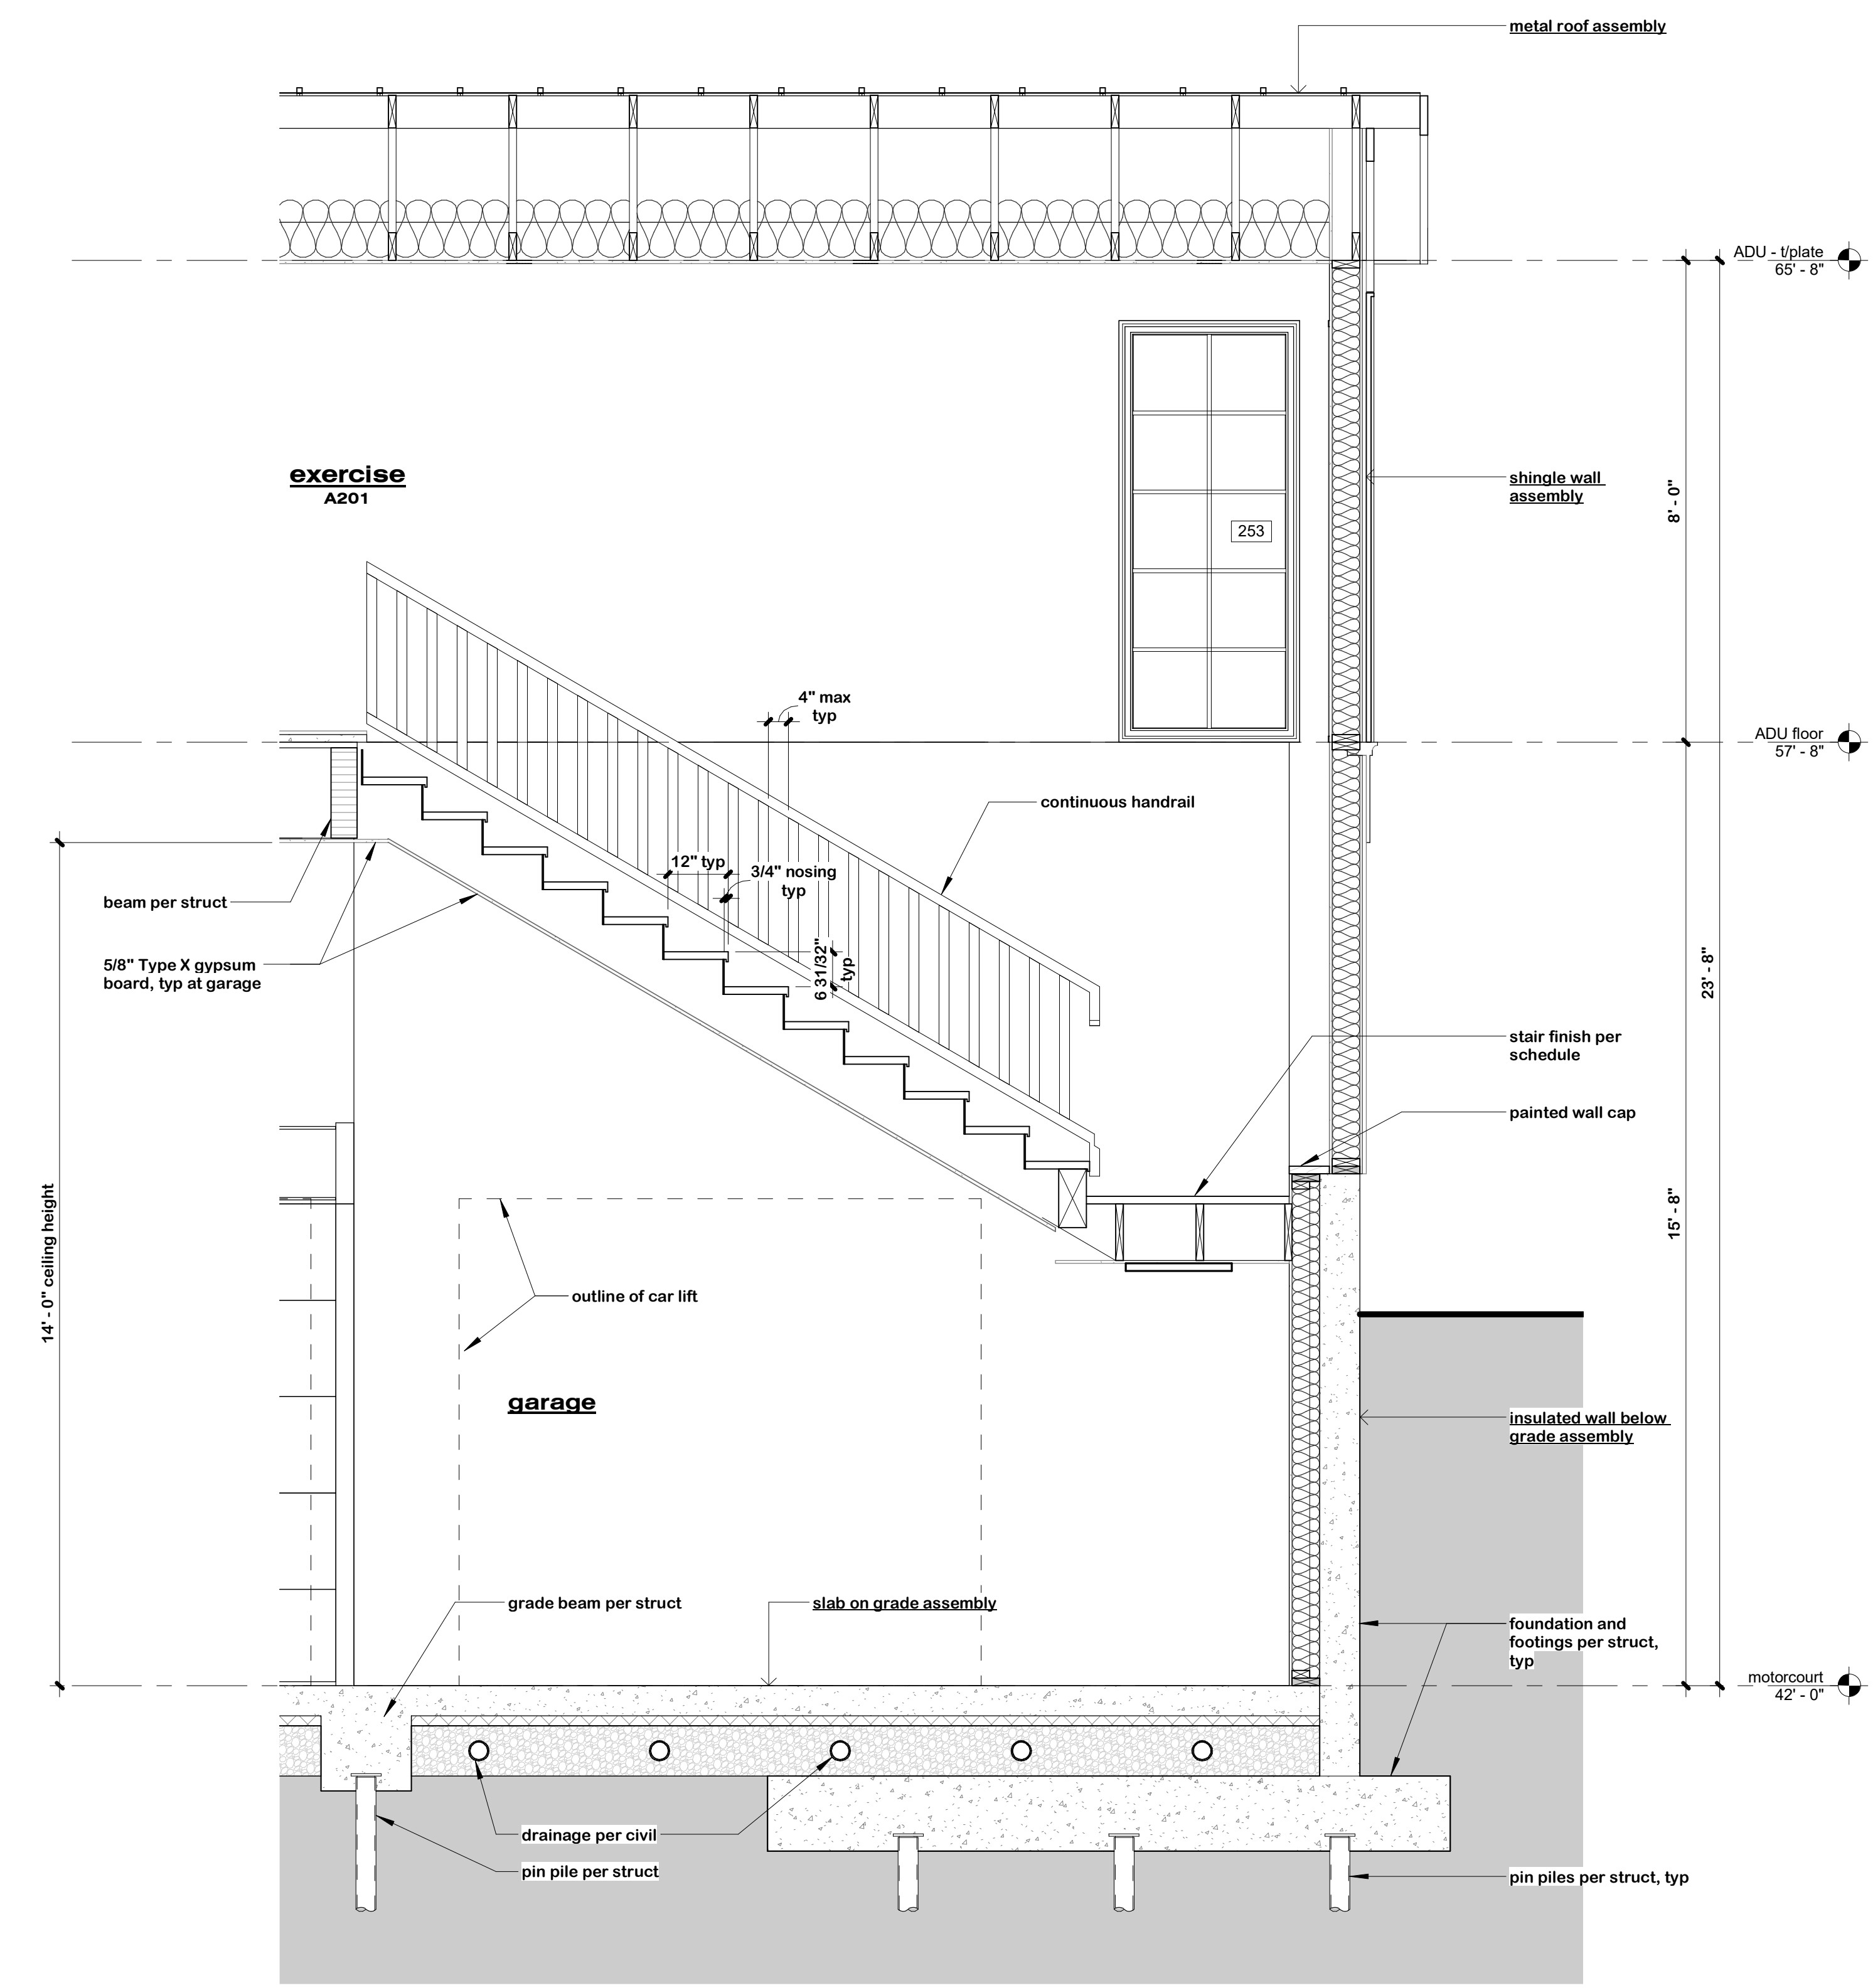 metal roof assembly
ADU - t/plate
65' - 8"
exercise
A201
253
shingle wall
assembly
8' - 0"
4" max
typ
ADU floor
57' - 8"
continuous handrail
12" typ
3/4" nosing
typ
beam per struct
6 31/32"
typ
5/8" Type X gypsum
board, typ at garage
23' - 8"
stair finish per
schedule
painted wall cap
14' - 0" ceiling height
15' - 8"
outline of car lift
garage
insulated wall below
grade assembly
grade beam per struct
slab on grade assembly
foundation and
footings per struct,
typ
motorcourt
42' - 0"
drainage per civil
pin pile per struct
pin piles per struct, typ